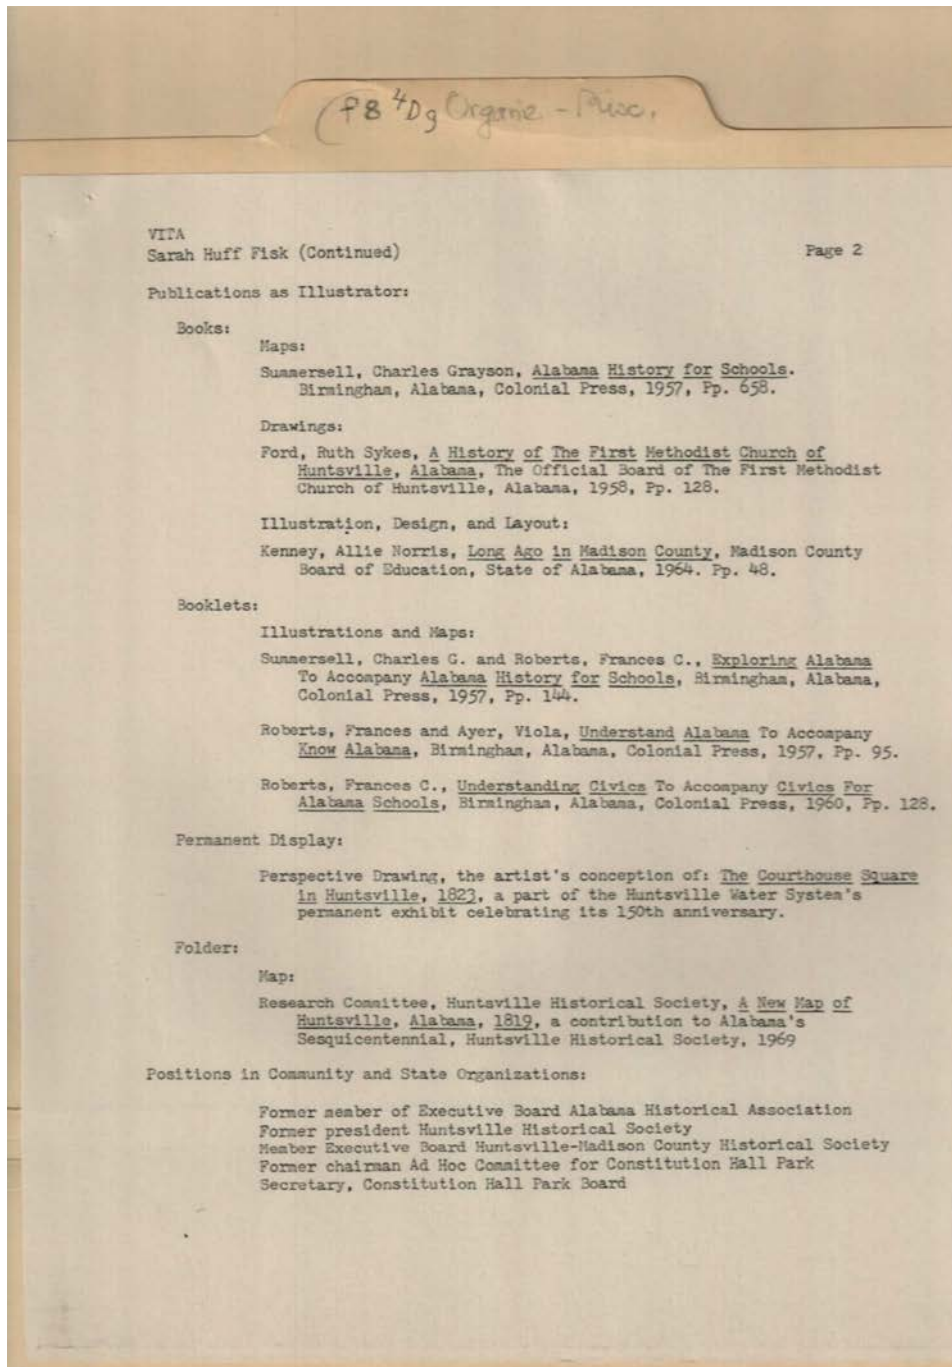 (f8 4Dg Organiz - Misc.
VITA
Sarah Huff Fisk (Continued) Page 2
Publications as Illustrator:
Books:
Maps:
Summersell, Charles Grayson, Alabama History for Schools.
Birmingham, Alabama, Colonial Press, 1957, Pp. 658.
Drawings:
Ford, Ruth Sykes, A History of The First Methodist Church of
Huntsville, Alabama, The Official Board of The First Methodist
Church of Huntsville, Alabama, 1958, Pp. 128.
Illustration, Design, and Layout:
Kenney, Allie Norris, Long Ago in Madison County, Madison County
Board of Education, State of Alabama, 1964. Pp. 48.
Booklets:
Illustrations and Maps:
Summersell, Charles G. and Roberts, Frances C., Exploring Alabama
To Accompany Alabama History for Schools, Birmingham, Alabama,
Colonial Press, 1957, Pp. 144.
Roberts, Frances and Ayer, Viola, Understand Alabama To Accompany
Know Alabama, Birmingham, Alabama, Colonial Press, 1957, Pp. 95.
Roberts, Frances C., Understanding Civics To Accompany Civics For
Alabama Schools, Birmingham, Alabama, Colonial Press, 1960, Pp. 128.
Permanent Display:
Perspective Drawing, the artist's conception of: The Courthouse Square
in Huntsville, 1823, a part of the Huntsville Water System's
permanent exhibit celebrating its 150th anniversary.
Folder:
Map:
Research Committee, Huntsville Historical Society, A New Map of
Huntsville, Alabama, 1819, a contribution to Alabama's
Sesquicentennial, Huntsville Historical Society, 1969
Positions in Community and State Organizations:
Former member of Executive Board Alabama Historical Association
Former president Huntsville Historical Society
Member Executive Board Huntsville-Madison County Historical Society
Former chairman Ad Hoc Committee for Constitution Hall Park
Secretary, Constitution Hall Park Board